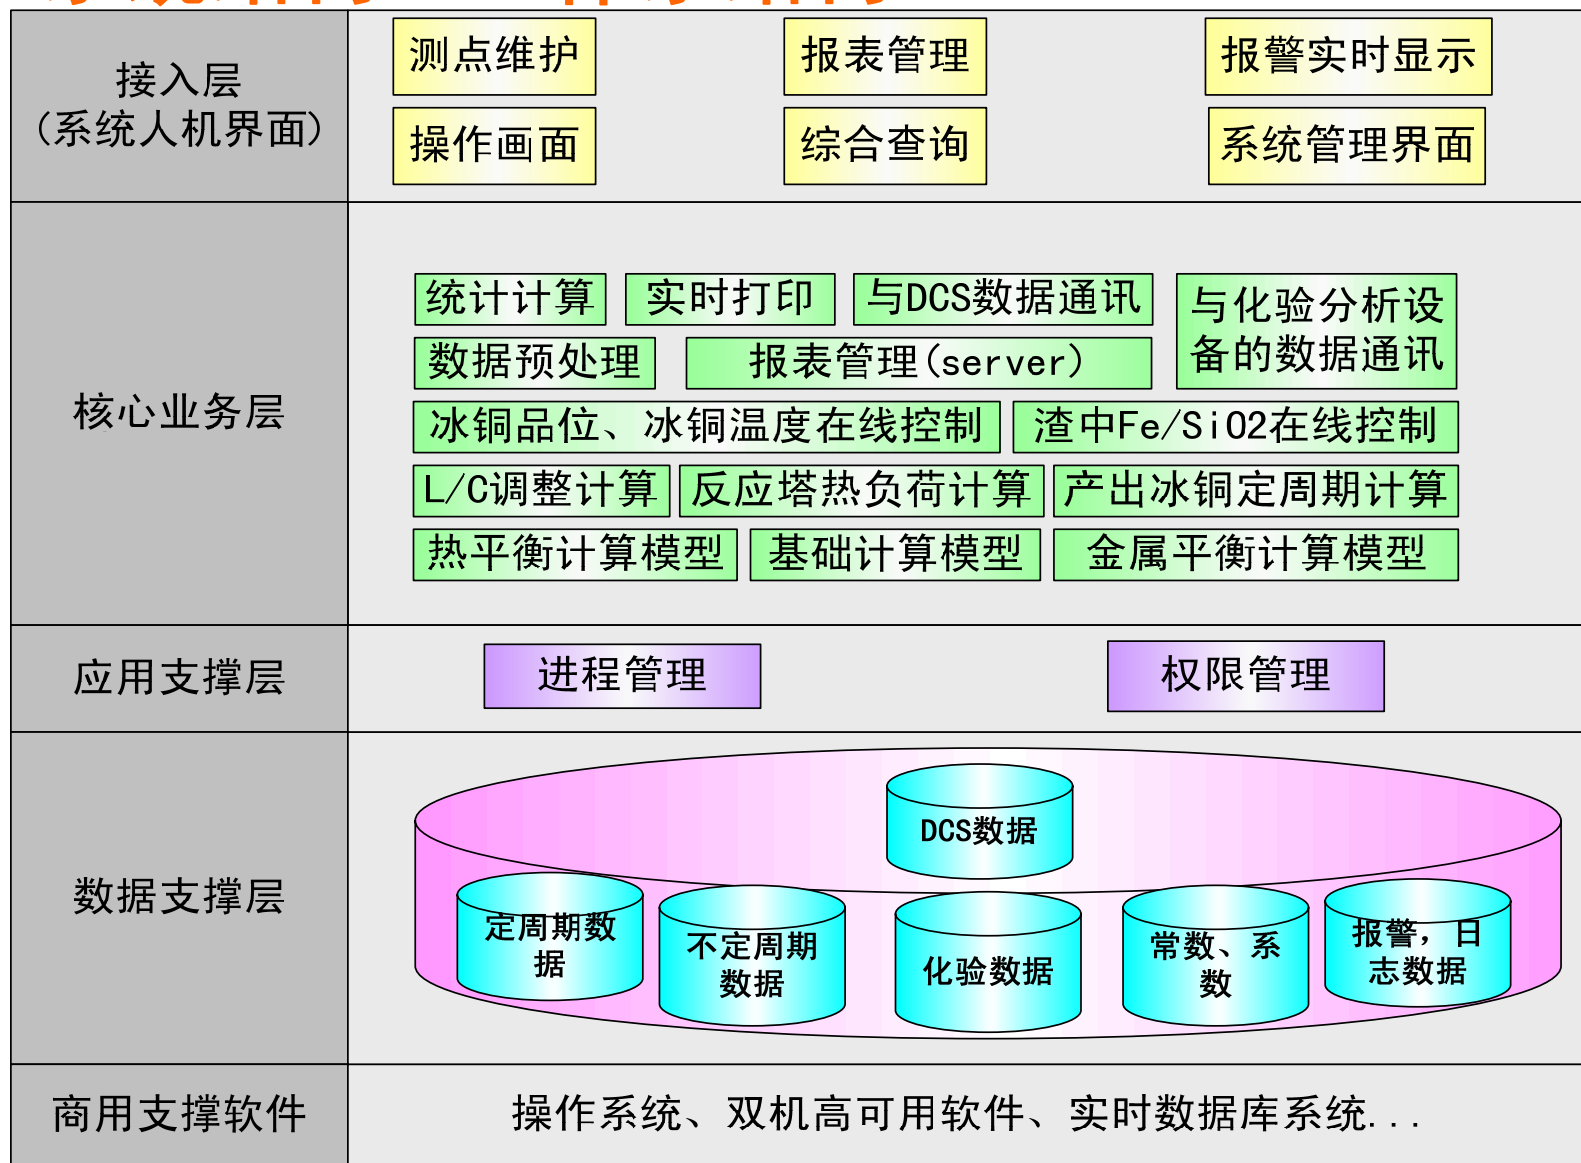 接入层
(系统人机界面)
测点维护
报表管理
报警实时显示
操作画面
综合查询
系统管理界面
核心业务层
统计计算
实时打印
与DCS数据通讯
与化验分析设
备的数据通讯
数据预处理
报表管理(server)
冰铜品位、冰铜温度在线控制
渣中Fe/SiO2在线控制
L/C调整计算
反应塔热负荷计算
产出冰铜定周期计算
热平衡计算模型
基础计算模型
金属平衡计算模型
应用支撑层
进程管理
权限管理
数据支撑层
DCS数据
定周期数
据
不定周期
数据
化验数据
常数、系
数
报警，日
志数据
商用支撑软件
操作系统、双机高可用软件、实时数据库系统...